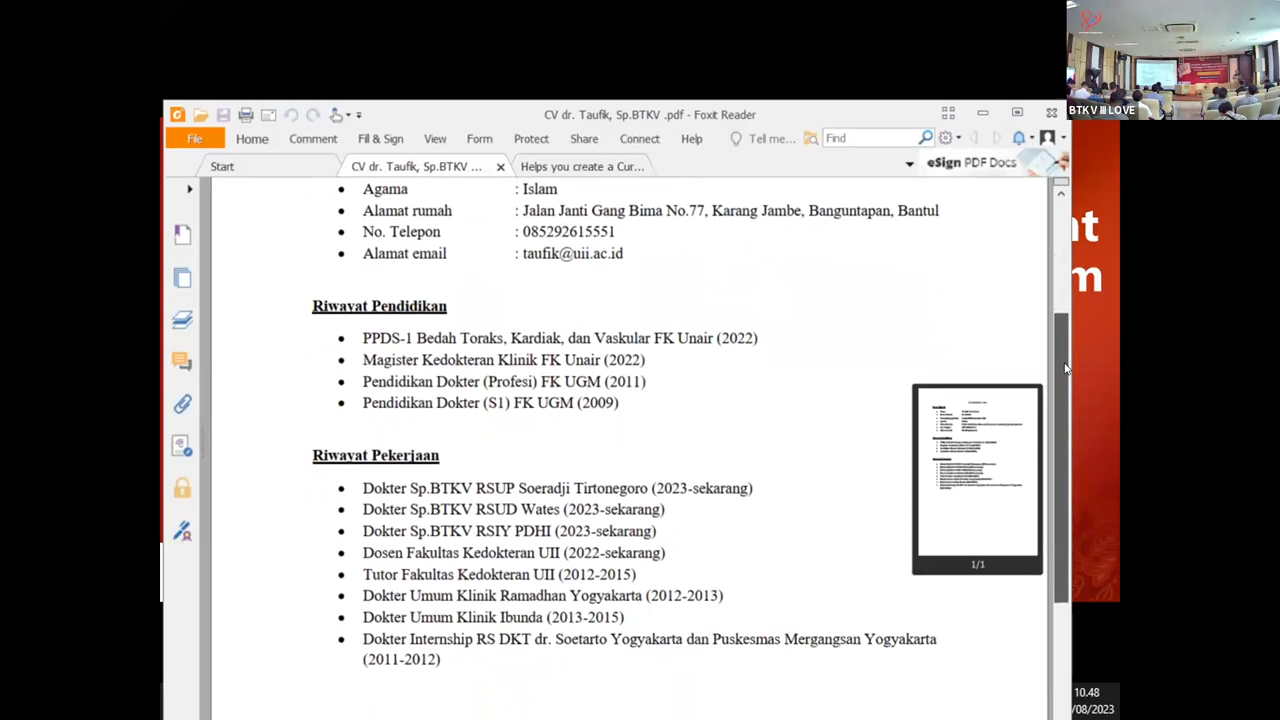 CV dr. Taufik, Sp.BTKV .pdf - Foxit Reader
BTKV III LOVE
File Home Comment Fill & Sign View Form Protect Share Connect Help Tell me... Find
Start
CV dr. Taufik, Sp.BTKV ...
Helps you create a Cur...
eSign PDF Docs
• Agama : Islam
• Alamat rumah : Jalan Janti Gang Bima No.77, Karang Jambe, Banguntapan, Bantul
• No. Telepon : 085292615551
• Alamat email : taufik@uii.ac.id
Riwayat Pendidikan
• PPDS-1 Bedah Toraks, Kardiak, dan Vaskular FK Unair (2022)
• Magister Kedokteran Klinik FK Unair (2022)
• Pendidikan Dokter (Profesi) FK UGM (2011)
• Pendidikan Dokter (S1) FK UGM (2009)
Riwayat Pekerjaan
• Dokter Sp.BTKV RSUP Soeradji Tirtonegoro (2023-sekarang)
• Dokter Sp.BTKV RSUD Wates (2023-sekarang)
• Dokter Sp.BTKV RSIY PDHI (2023-sekarang)
• Dosen Fakultas Kedokteran UII (2022-sekarang)
• Tutor Fakultas Kedokteran UII (2012-2015)
• Dokter Umum Klinik Ramadhan Yogyakarta (2012-2013)
• Dokter Umum Klinik Ibunda (2013-2015)
• Dokter Internship RS DKT dr. Soetarto Yogyakarta dan Puskesmas Mergangsan Yogyakarta
(2011-2012)
1/1
at
m
10.48
/08/2023